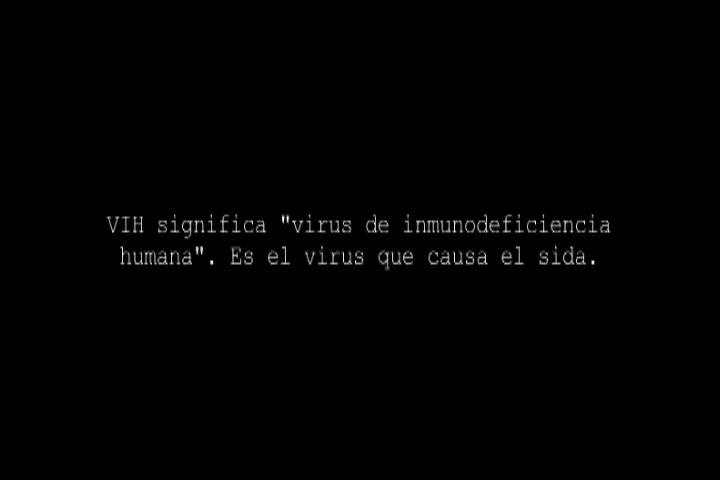 VIH significa "virus de inmunodeficiencia
humana". Es el virus que causa el sida.